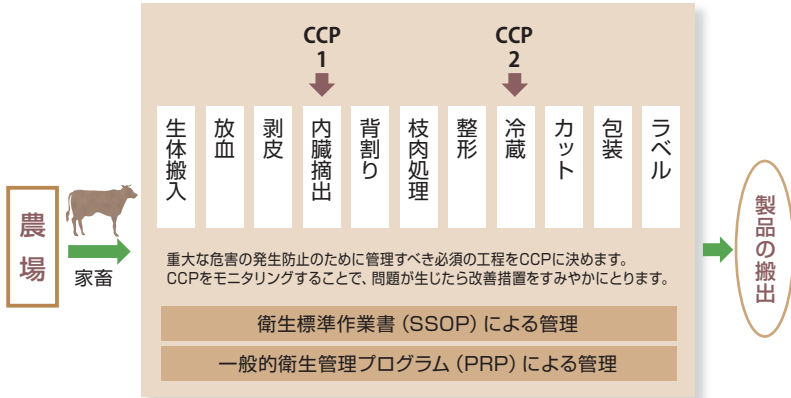 CCP
1
CCP
2
生体搬入
放血
剥皮
内臓摘出
背割り
枝肉処理
整形
冷蔵
カット
包装
ラベル
農場
家畜
製品の搬出
重大な危害の発生防止のために管理すべき必須の工程をCCPに決めます。
CCPをモニタリングすることで、問題が生じたら改善措置をすみやかにとります。
衛生標準作業書（SSOP）による管理
一般的衛生管理プログラム（PRP）による管理